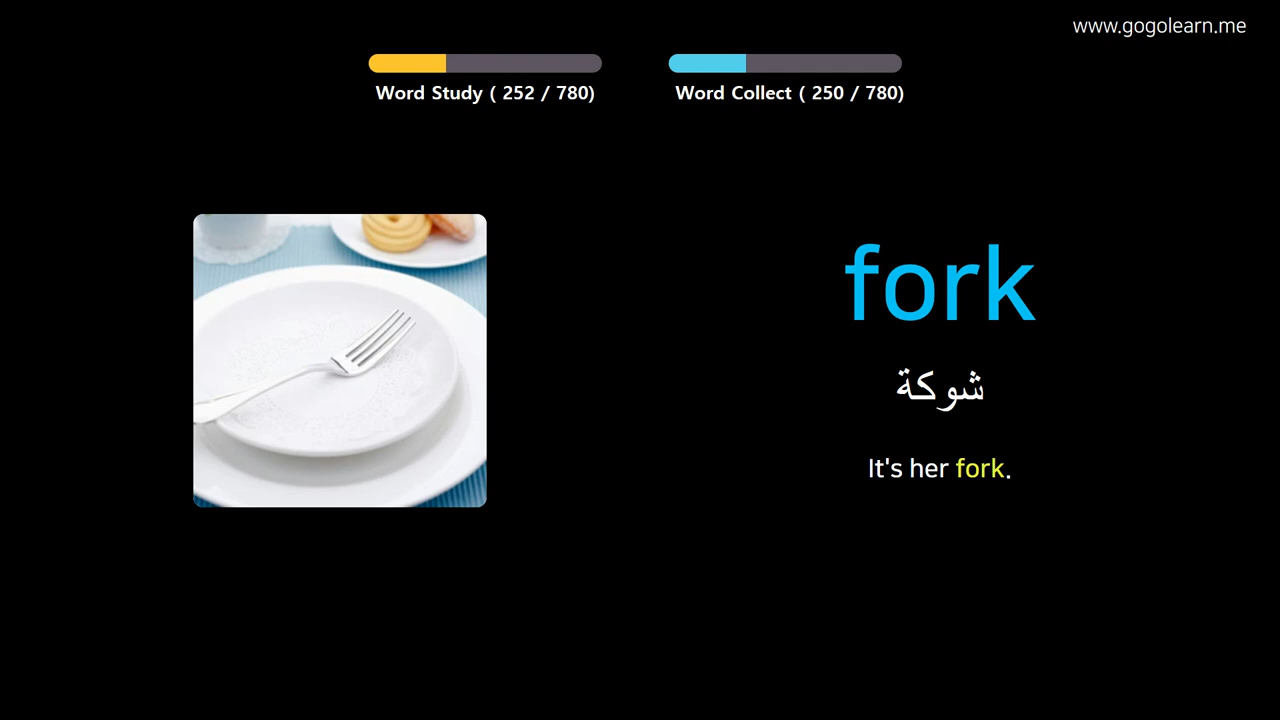 www.gogolearn.me
Word Study ( 252 / 780)
Word Collect ( 250 / 780)
fork
شوكة
It's her fork.